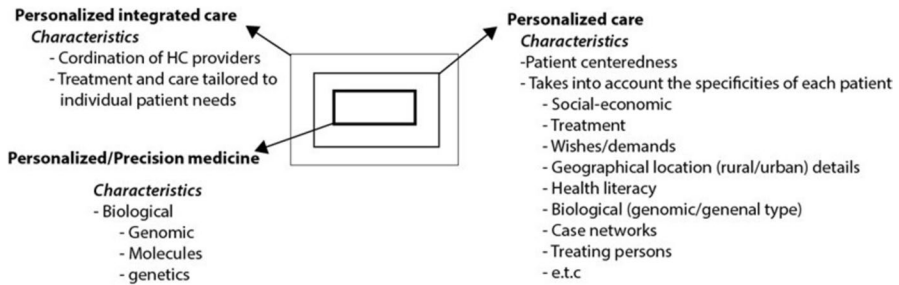 Personalized integrated care
Characteristics
- Cordination of HC providers
- Treatment and care tailored to
individual patient needs
Personalized/Precision medicine
Characteristics
- Biological
- Genomic
- Molecules
- genetics
Personalized care
Characteristics
-Patient centeredness
- Takes into account the specificities of each patient
- Social-economic
- Treatment
- Wishes/demands
- Geographical location (rural/urban) details
- Health literacy
- Biological (genomic/genenal type)
- Case networks
- Treating persons
- e.t.c